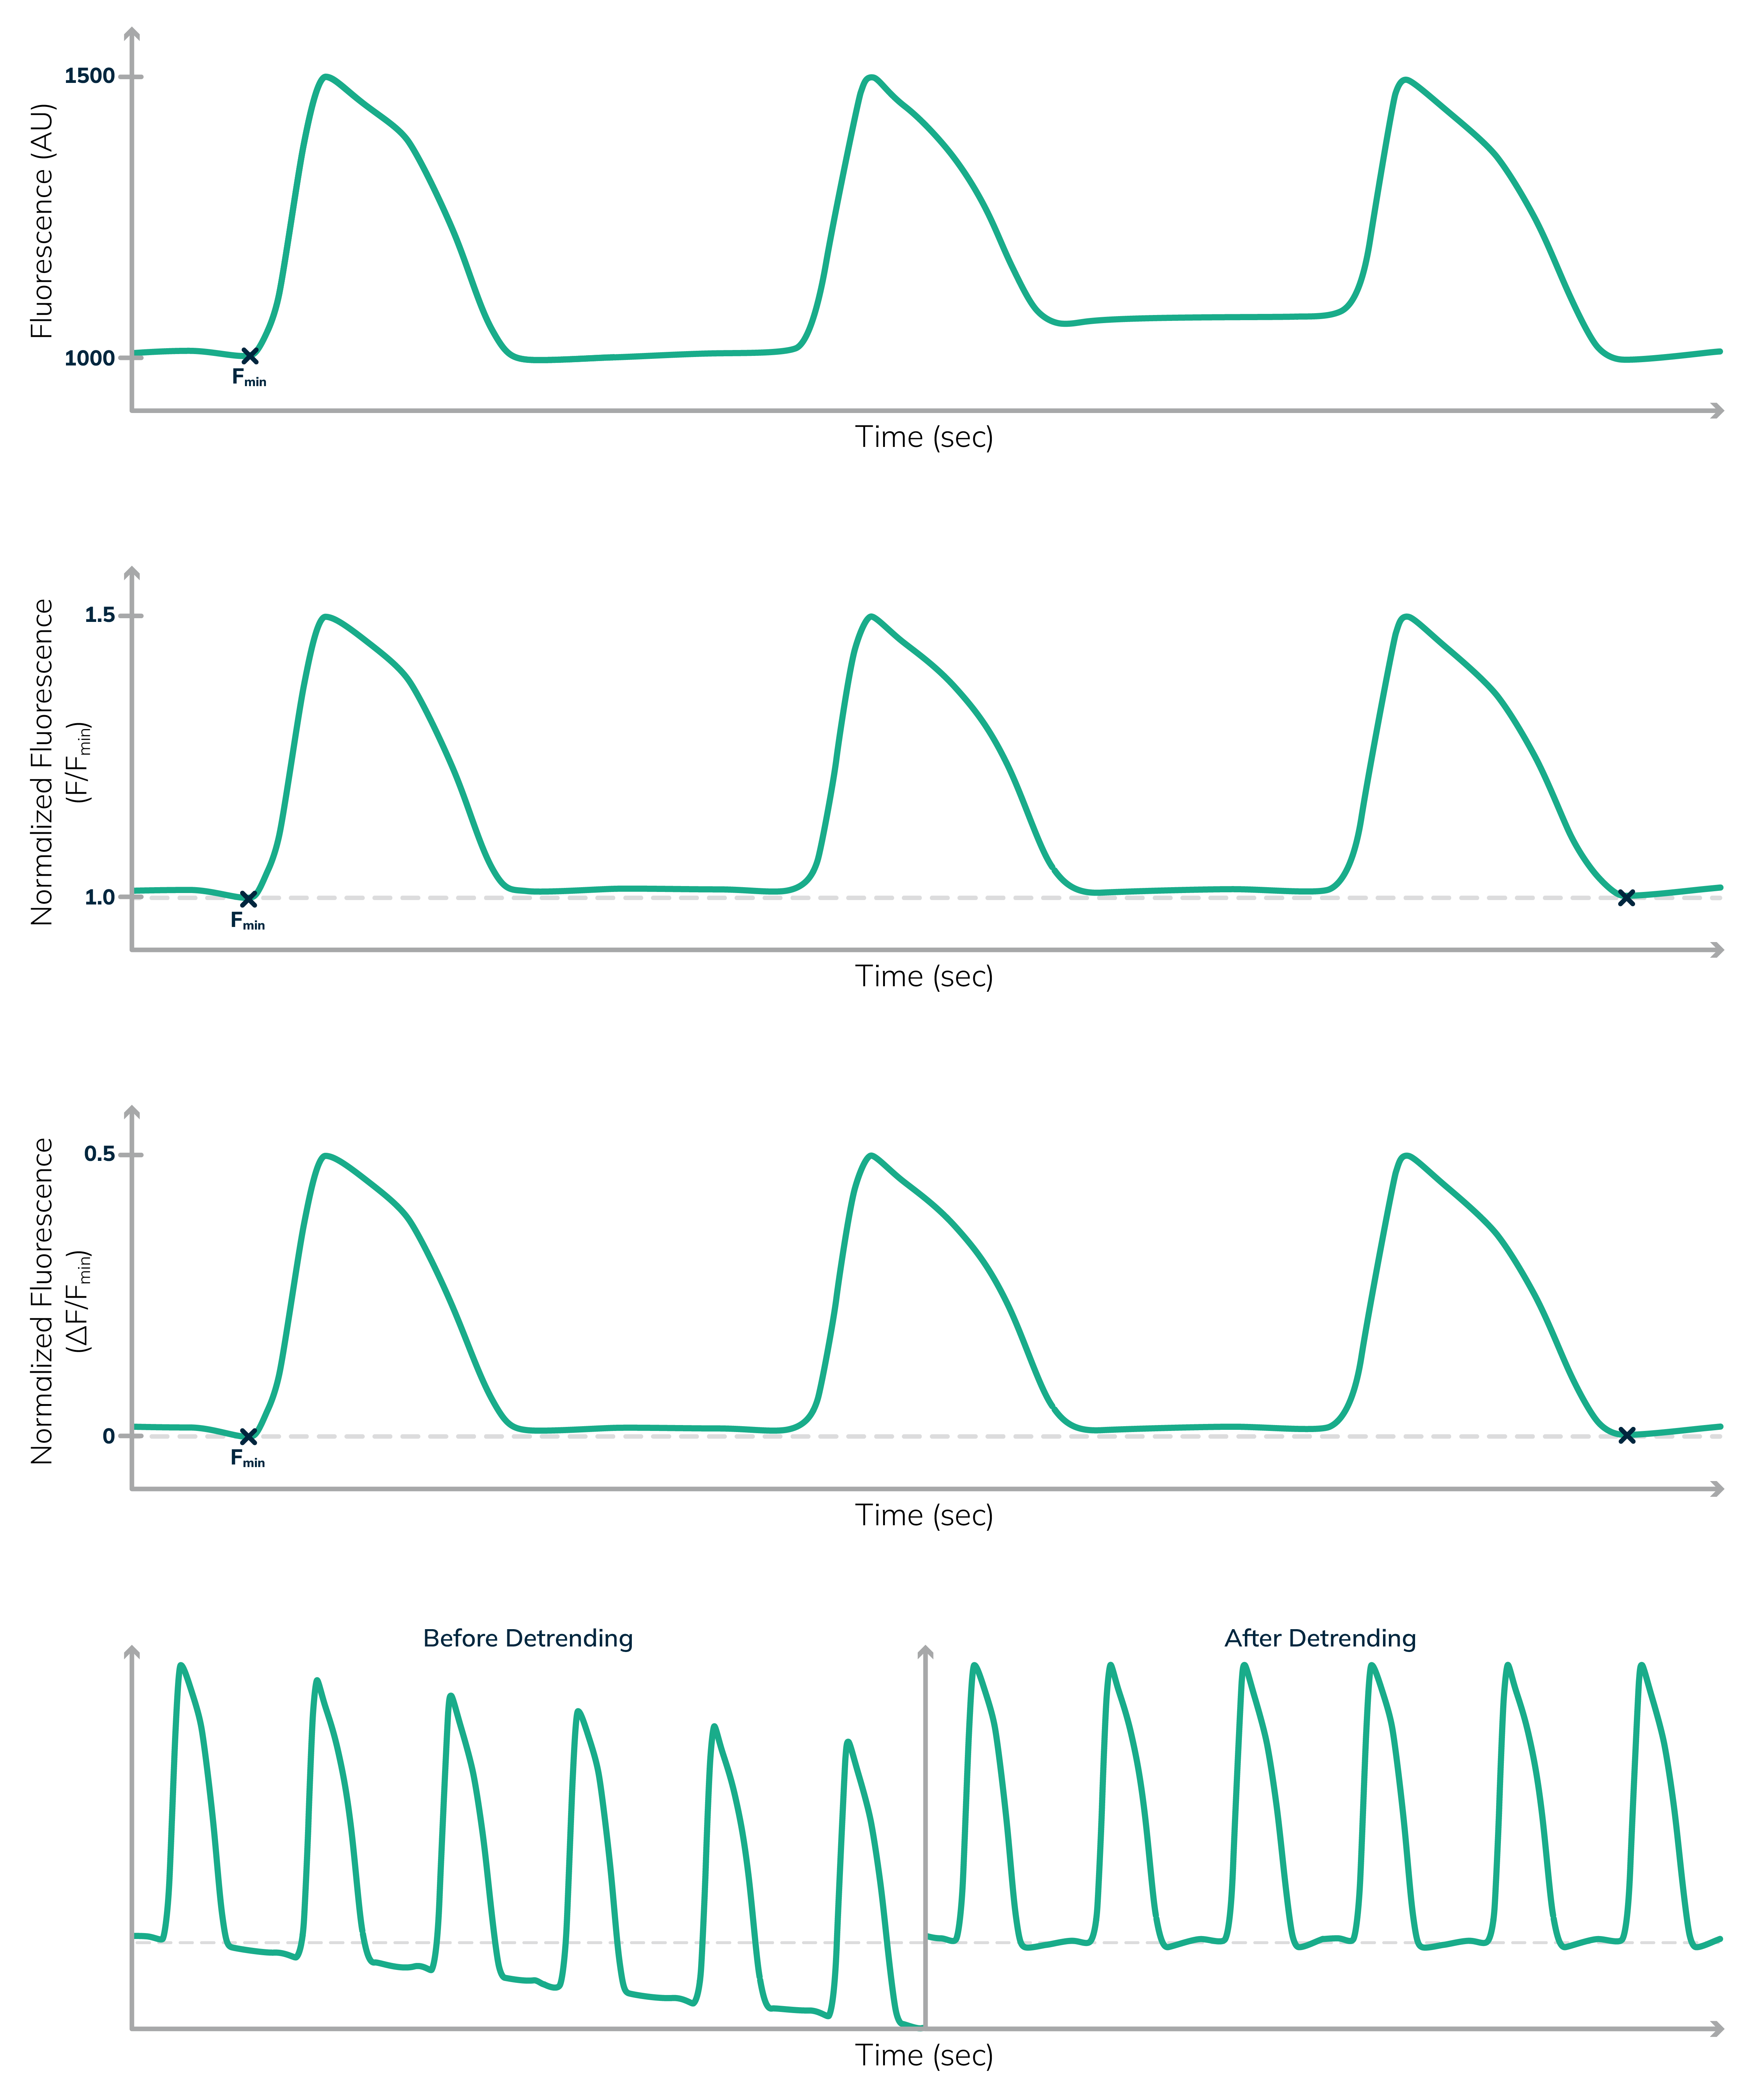 1500
Fluorescence (AU)
1000
Fmin
Time (sec)
1.5
Normalized Fluorescence
(F/Fmin)
1.0
Fmin
Time (sec)
0.5
Normalized Fluorescence
(ΔF/Fmin)
0
Fmin
Time (sec)
Before Detrending
After Detrending
Time (sec)